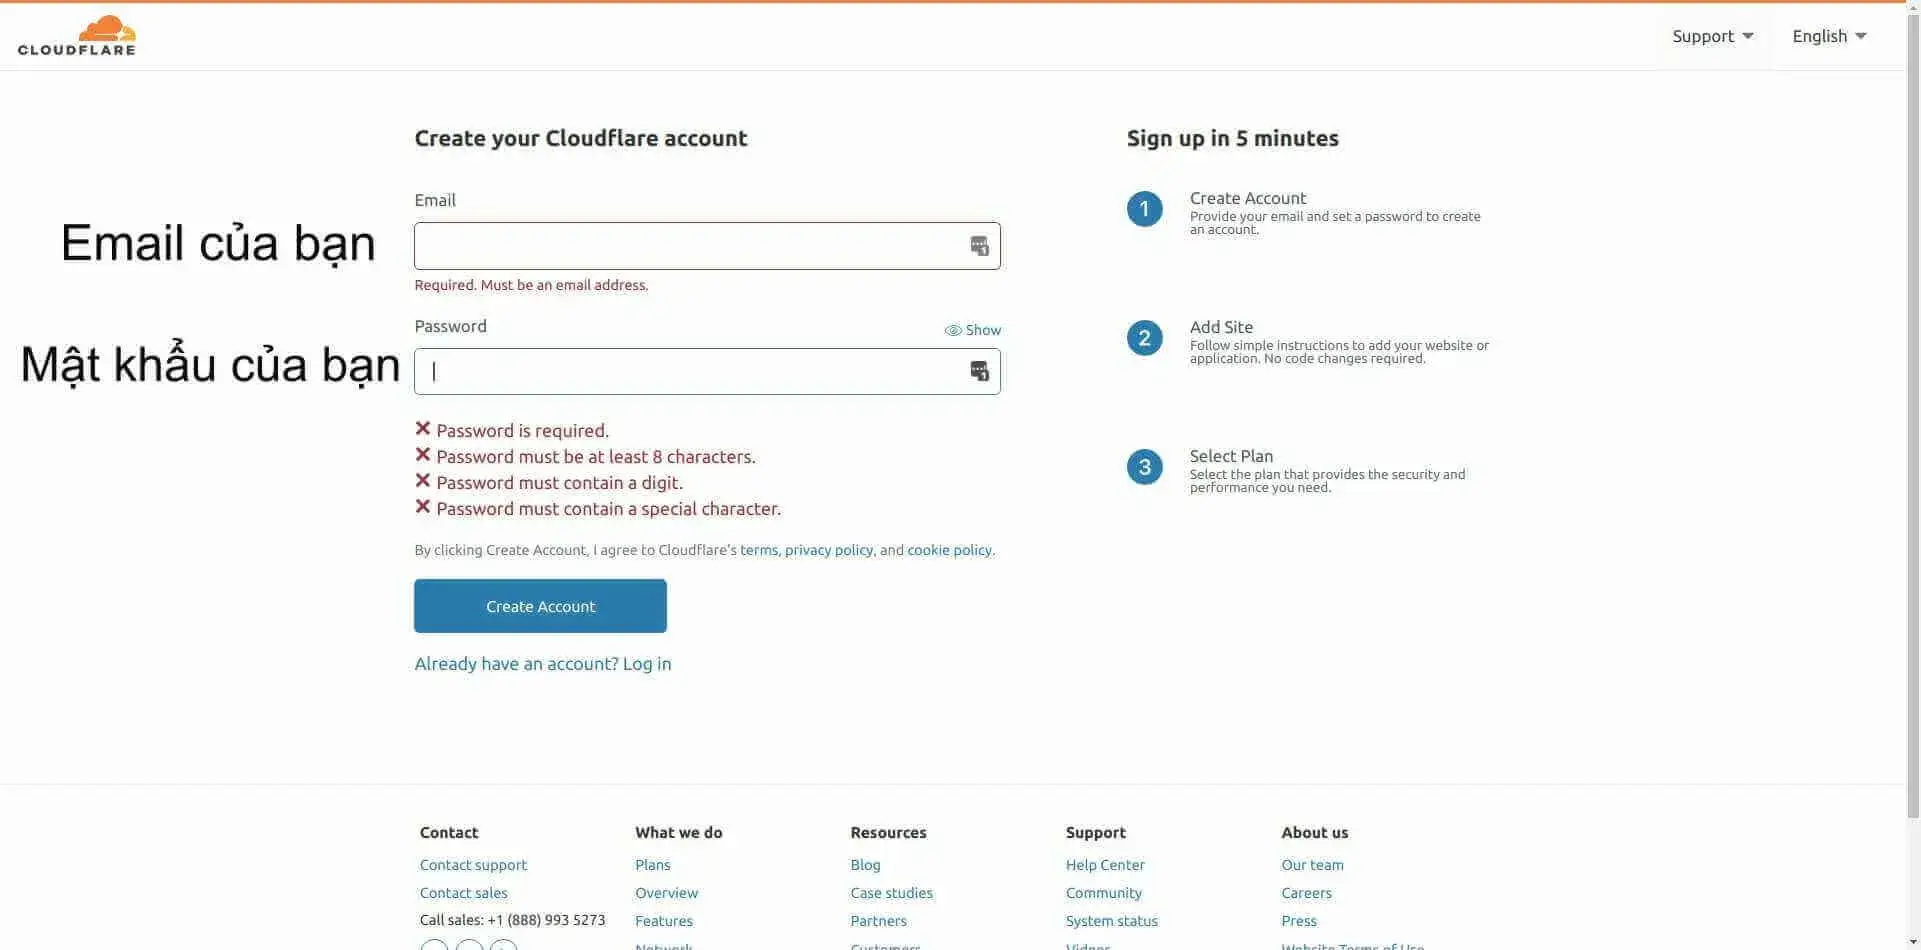 CLOUDFLARE
Support
English
Create your Cloudflare account
Email
Email của bạn
Required. Must be an email address.
Password
Show
Mật khẩu của bạn
Password is required.
Password must be at least 8 characters.
Password must contain a digit.
Password must contain a special character.
By clicking Create Account, I agree to Cloudflare's terms, privacy policy, and cookie policy.
Create Account
Already have an account? Log in
Sign up in 5 minutes
1
Create Account
Provide your email and set a password to create
an account.
2
Add Site
Follow simple instructions to add your website or
application. No code changes required.
3
Select Plan
Select the plan that provides the security and
performance you need.
Contact
Contact support
Contact sales
Call sales: +1 (888) 993 5273
What we do
Plans
Overview
Features
Network
Resources
Blog
Case studies
Partners
Customers
Support
Help Center
Community
System status
Videos
About us
Our team
Careers
Press
Website Terms of Use